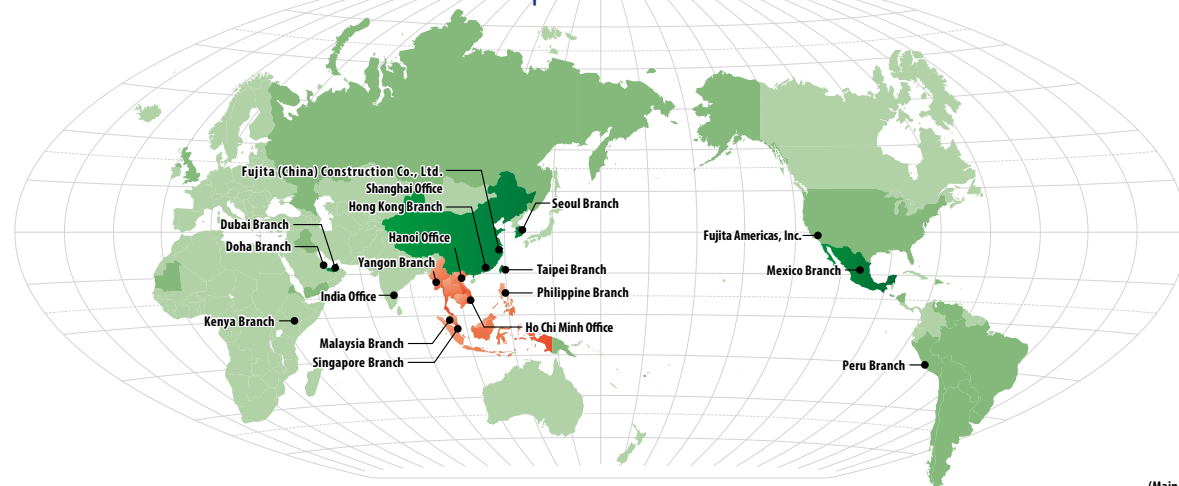 Fujita (China) Construction Co., Ltd.
Shanghai Office
Hong Kong Branch
Seoul Branch
Dubai Branch
Hanoi Office
Fujita Americas, Inc.
Doha Branch
Yangon Branch
Taipei Branch
Mexico Branch
India Office
Philippine Branch
Kenya Branch
Ho Chi Minh Office
Malaysia Branch
Singapore Branch
Peru Branch
(Main